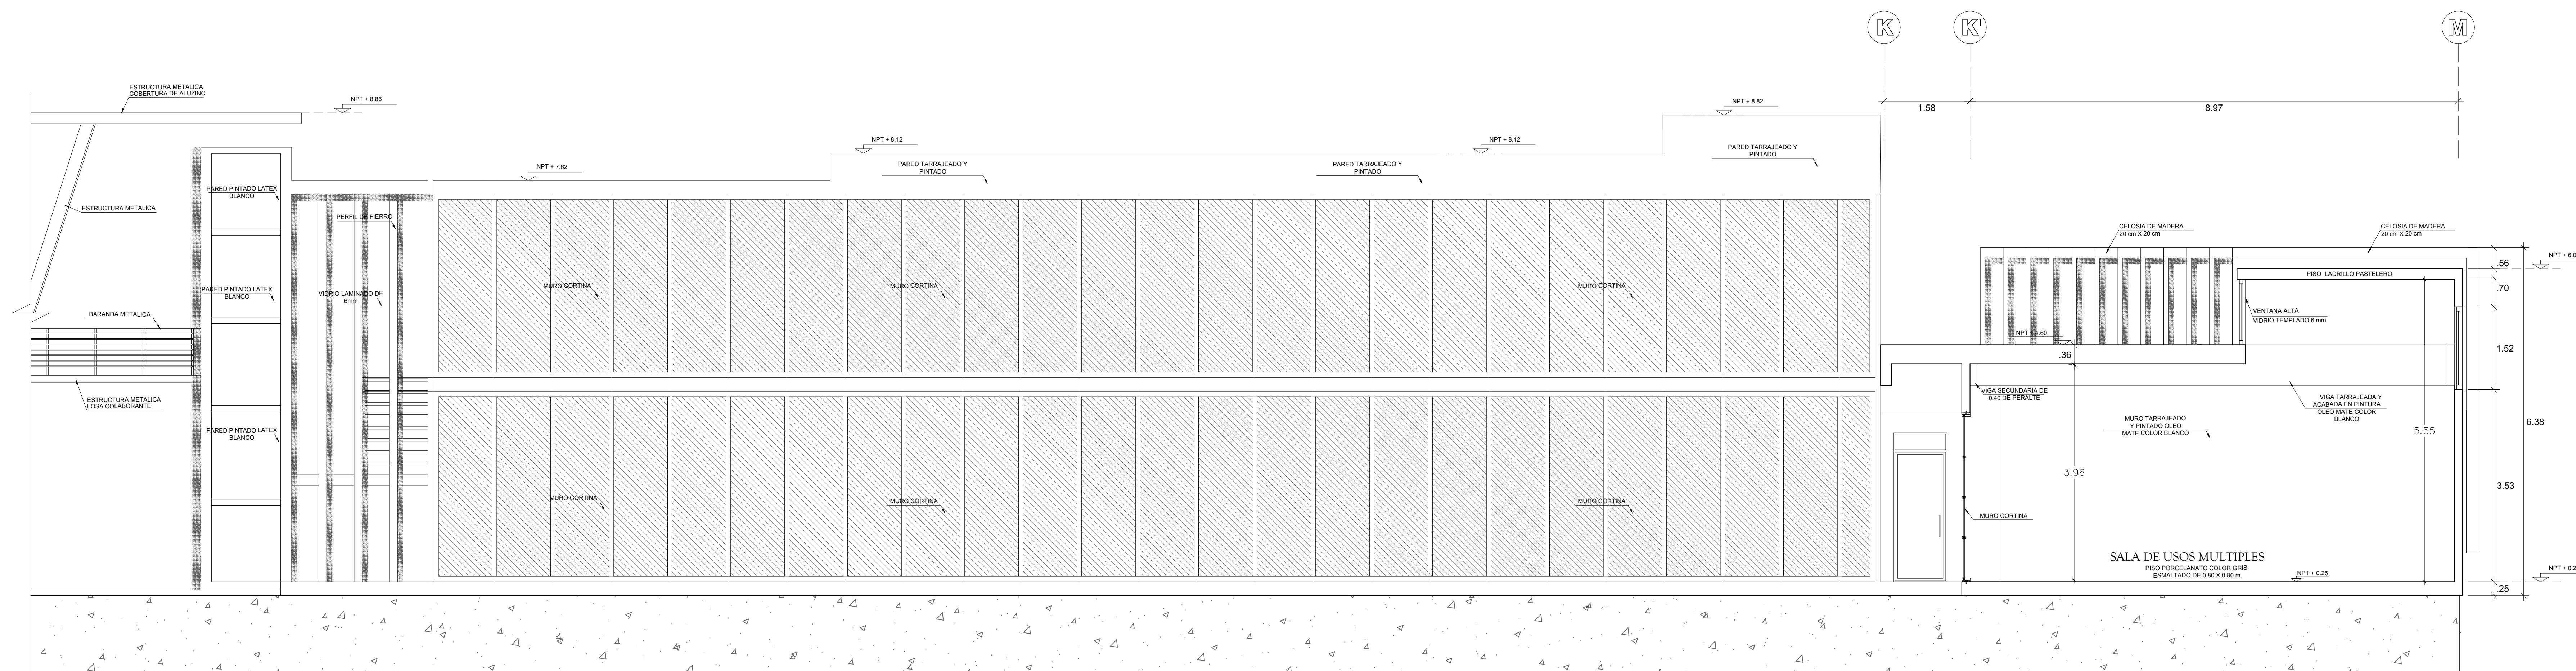 K
K'
M
1.58
8.97
ESTRUCTURA METALICA
COBERTURA DE ALUZINC
NPT + 8.86
NPT + 7.62
NPT + 8.12
NPT + 8.12
NPT + 8.82
PARED TARRAJEADO Y
PINTADO
PARED TARRAJEADO Y
PINTADO
PARED TARRAJEADO Y
PINTADO
PARED PINTADO LATEX
BLANCO
ESTRUCTURA METALICA
PERFIL DE FIERRO
PARED PINTADO LATEX
BLANCO
VIDRIO LAMINADO DE
6mm
BARANDA METALICA
MURO CORTINA
MURO CORTINA
MURO CORTINA
ESTRUCTURA METALICA
LOSA COLABORANTE
PARED PINTADO LATEX
BLANCO
MURO CORTINA
MURO CORTINA
MURO CORTINA
CELOSIA DE MADERA
20 cm X 20 cm
CELOSIA DE MADERA
20 cm X 20 cm
PISO LADRILLO PASTELERO
VENTANA ALTA
VIDRIO TEMPLADO 6 mm
NPT + 4.60
.36
VIGA SECUNDARIA DE
0.40 DE PERALTE
VIGA TARRAJEADA Y
ACABADA EN PINTURA
OLEO MATE COLOR
BLANCO
MURO TARRAJEADO
Y PINTADO OLEO
MATE COLOR BLANCO
5.55
3.96
MURO CORTINA
SALA DE USOS MULTIPLES
PISO PORCELANATO COLOR GRIS
ESMALTADO DE 0.80 X 0.80 m.
NPT + 0.25
.56
.70
1.52
3.53
.25
6.38
NPT + 6.0
NPT + 0.2